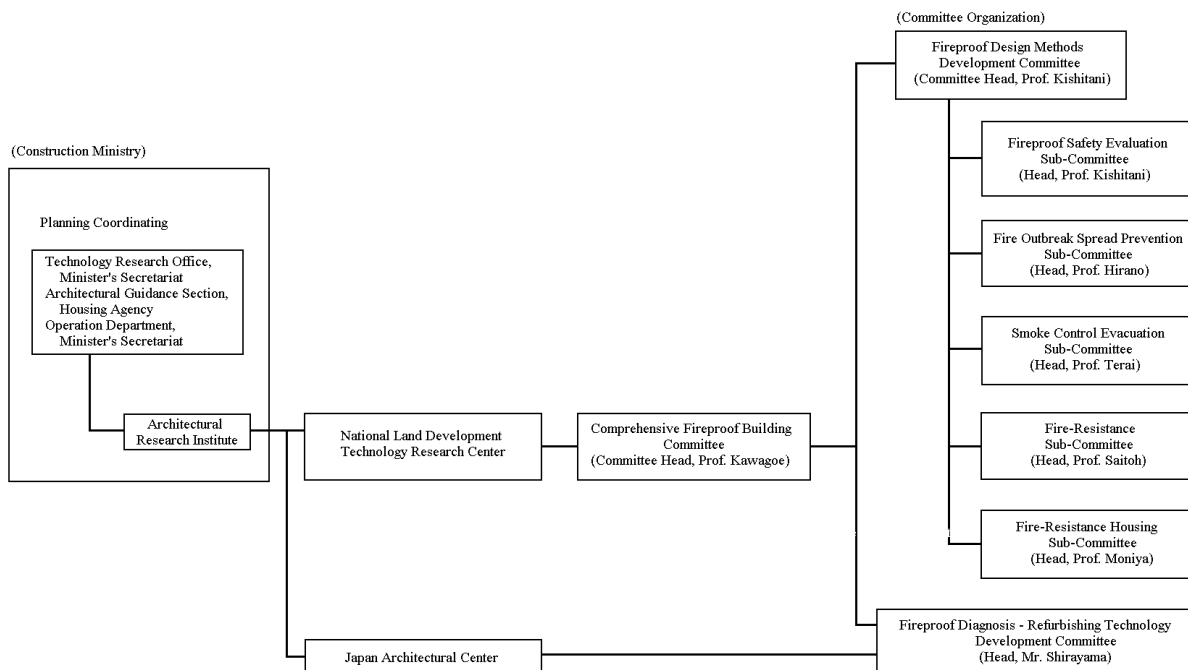 (Committee Organization)
Fireproof Design Methods
Development Committee
(Committee Head, Prof. Kishitani)
(Construction Ministry)
Planning Coordinating
Technology Research Office,
Minister's Secretariat
Architectural Guidance Section,
Housing Agency
Operation Department,
Minister's Secretariat
Architectural
Research Institute
National Land Development
Technology Research Center
Comprehensive Fireproof Building
Committee
(Committee Head, Prof. Kawagoe)
Fireproof Safety Evaluation
Sub-Committee
(Head, Prof. Kishitani)
Fire Outbreak Spread Prevention
Sub-Committee
(Head, Prof. Hirano)
Smoke Control Evacuation
Sub-Committee
(Head, Prof. Terai)
Fire-Resistance
Sub-Committee
(Head, Prof. Saitoh)
Fire-Resistance Housing
Sub-Committee
(Head, Prof. Moniya)
Japan Architectural Center
Fireproof Diagnosis - Refurbishing Technology
Development Committee
(Head, Mr. Shirayama)